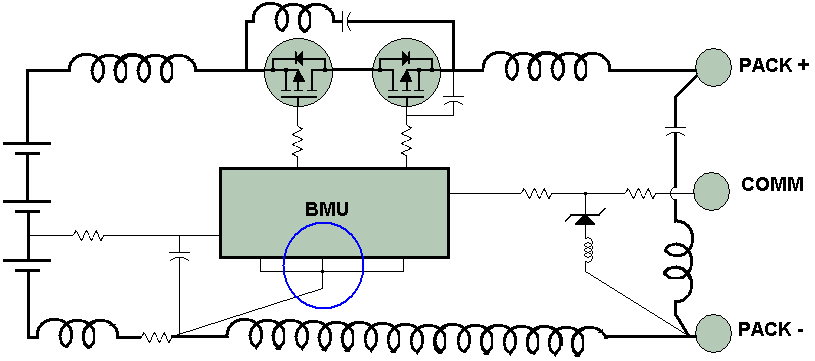 PACK +
COMM
BMU
PACK -